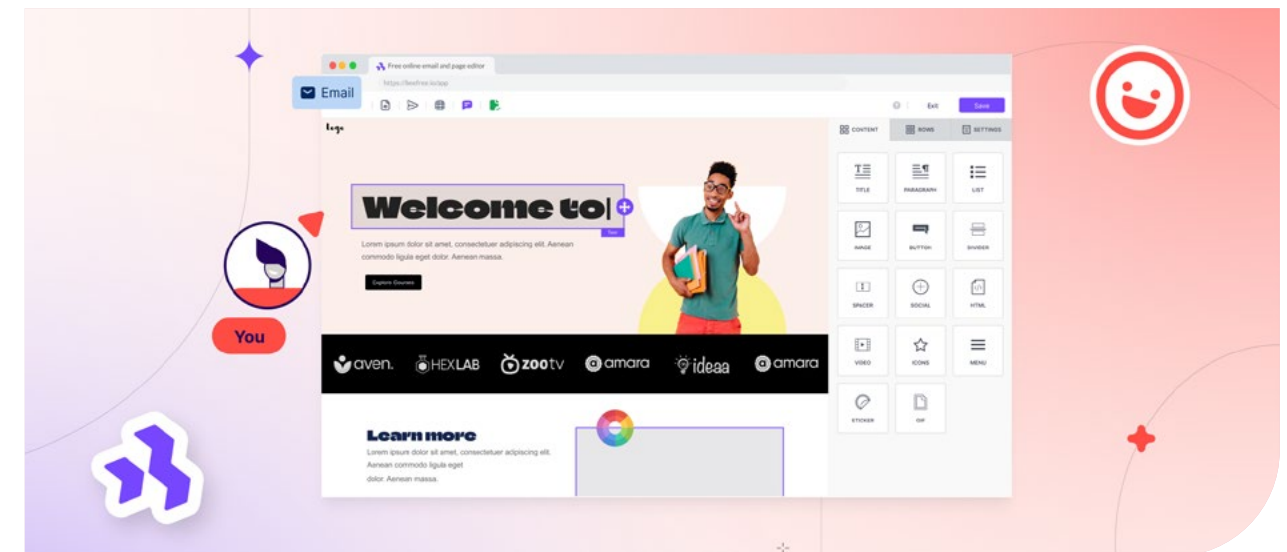 Free online email and page editor
https://beefree.io/app
Email
Exit
Save
logo
CONTENT
ROWS
SETTINGS
Welcome to
Text
Lorem ipsum dolor sit amet, consectetuer adipiscing elit. Aenean
commodo ligula eget dolor. Aenean massa.
Explore Courses
You
TITLE
PARAGRAPH
LIST
IMAGE
BUTTON
DIVIDER
SPACER
SOCIAL
HTML
VIDEO
ICONS
MENU
STICKER
GIF
aven.
HEXLAB
ZOOtv
amara
ideaa
amara
Learn more
Lorem ipsum dolor sit amet, consectetuer adipiscing elit.
Aenean commodo ligula eget
dolor. Aenean massa.